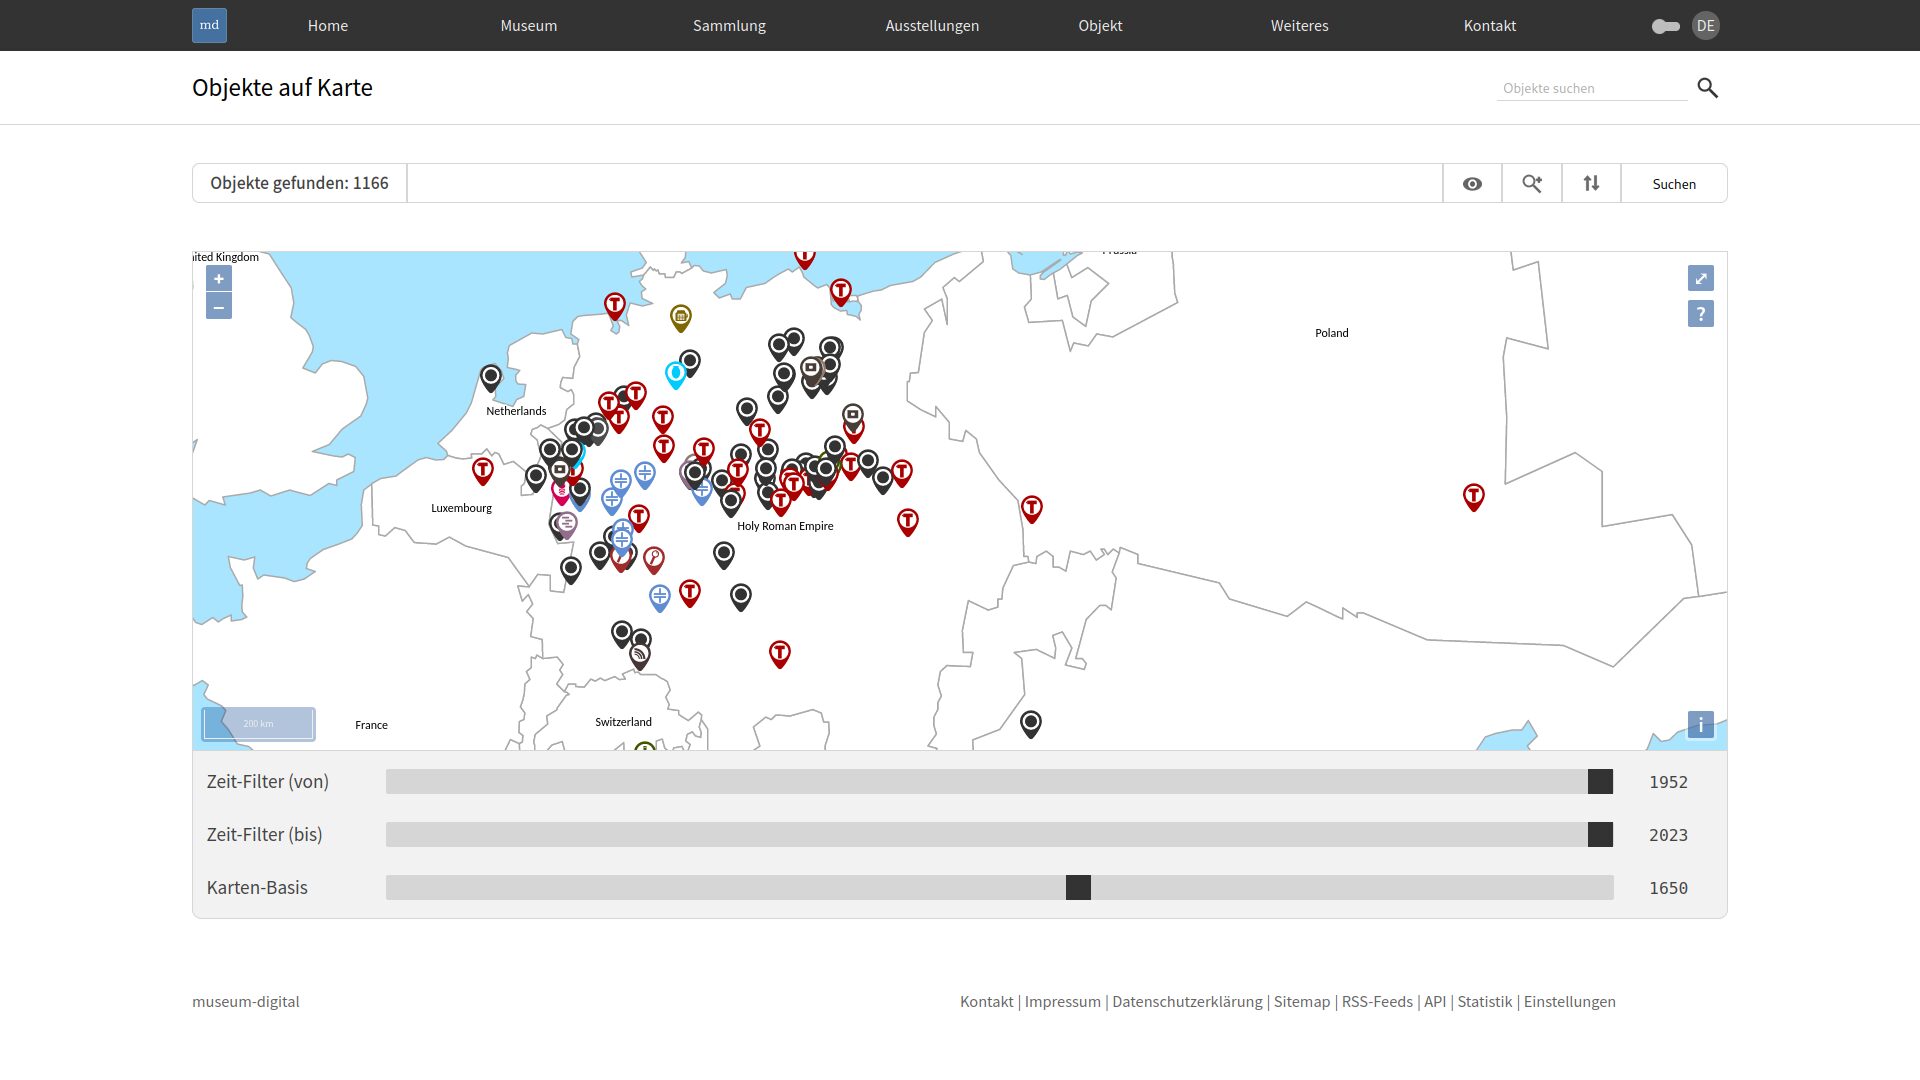 md
Home
Museum
Sammlung
Ausstellungen
Objekt
Weiteres
Kontakt
DE
Objekte auf Karte
Objekte suchen
Objekte gefunden: 1166
Suchen
ited Kingdom
+
−
?
Poland
Netherlands
Luxembourg
Holy Roman Empire
France
Switzerland
200 km
i
Zeit-Filter (von)
1952
Zeit-Filter (bis)
2023
Karten-Basis
1650
museum-digital
Kontakt | Impressum | Datenschutzerklärung | Sitemap | RSS-Feeds | API | Statistik | Einstellungen